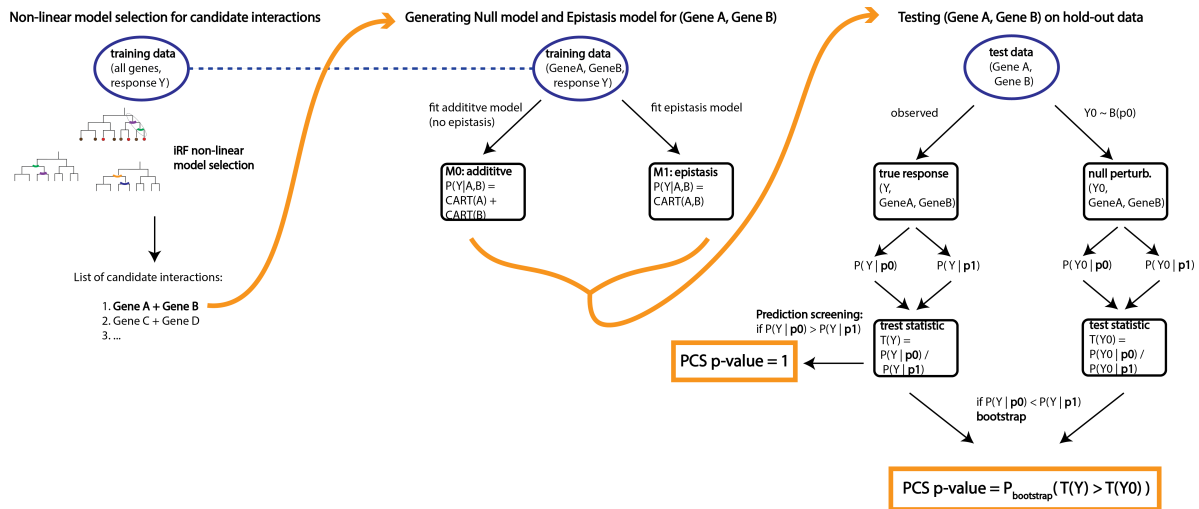 Non-linear model selection for candidate interactions
training data
(all genes,
response Y)
iRF non-linear
model selection
List of candidate interactions:
1. Gene A + Gene B
2. Gene C + Gene D
3. ...
Generating Null model and Epistasis model for (Gene A, Gene B)
training data
(GeneA, GeneB,
response Y)
fit addititve model
(no epistasis)
fit epistasis model
M0: addititve
P(Y|A,B) =
CART(A) +
CART(B)
M1: epistasis
P(Y|A,B) =
CART(A,B)
Testing (Gene A, Gene B) on hold-out data
test data
(Gene A,
Gene B)
observed
Y0 ~ B(p0)
true response
(Y,
GeneA, GeneB)
null perturb.
(Y0,
GeneA, GeneB)
P(Y | p0)
P(Y | p1)
P(Y0 | p0)
P(Y0 | p1)
Prediction screening:
if P(Y | p0) > P(Y | p1)
PCS p-value = 1
trest statistic
T(Y) =
P(Y | p0) /
P(Y | p1)
test statistic
T(Y0) =
P(Y0 | p0) /
P(Y0 | p1)
if P(Y | p0) < P(Y | p1)
bootstrap
PCS p-value = Pbootstrap( T(Y) > T(Y0) )